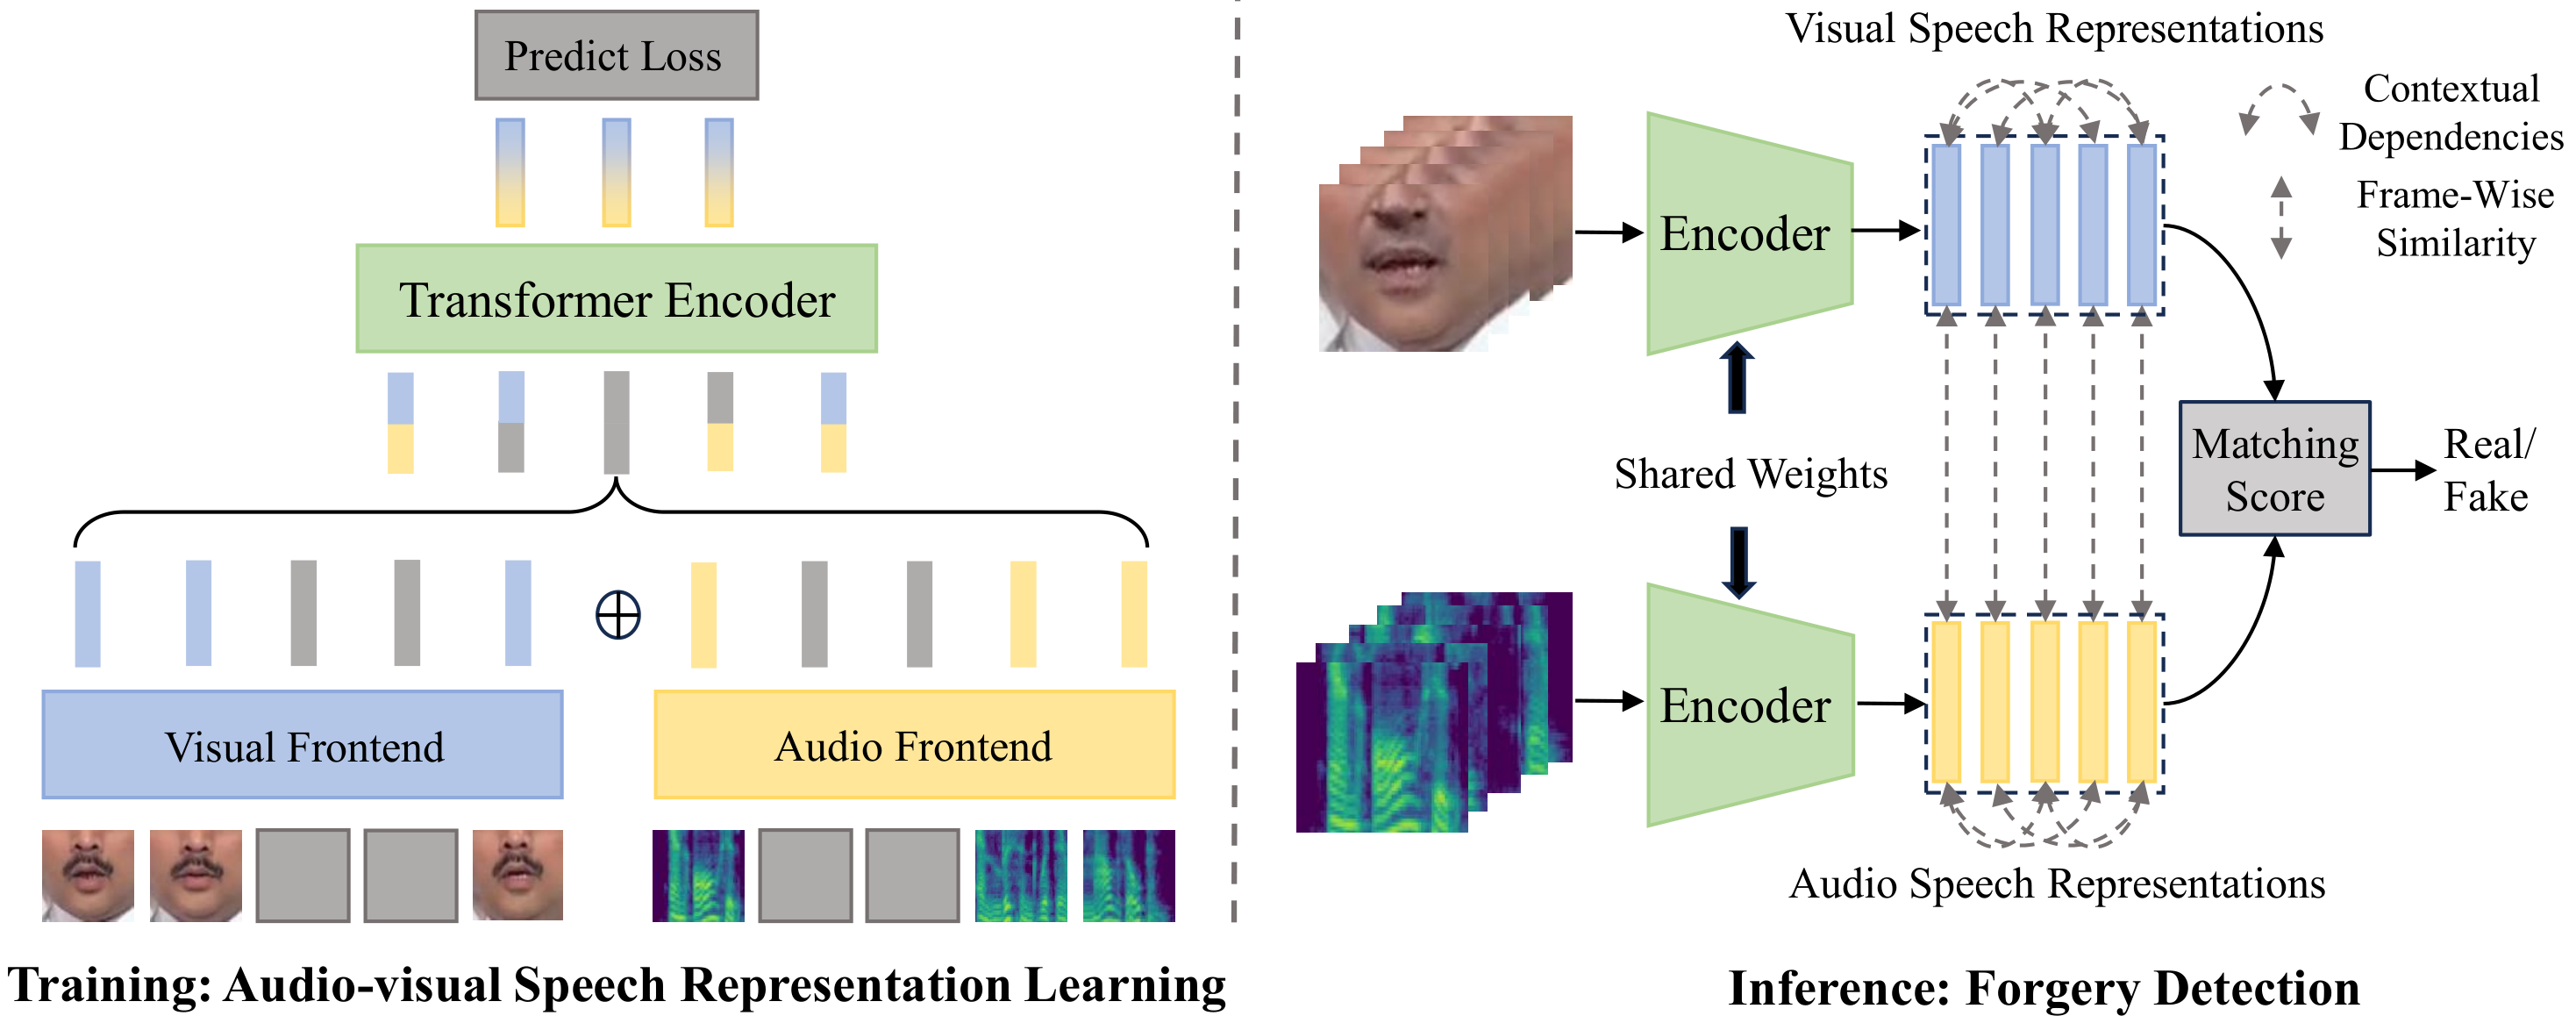 Predict Loss
Transformer Encoder
Visual Frontend
Audio Frontend
Training: Audio-visual Speech Representation Learning
Visual Speech Representations
Contextual
Dependencies
Frame-Wise
Similarity
Encoder
Shared Weights
Matching
Score
Real/
Fake
Encoder
Audio Speech Representations
Inference: Forgery Detection